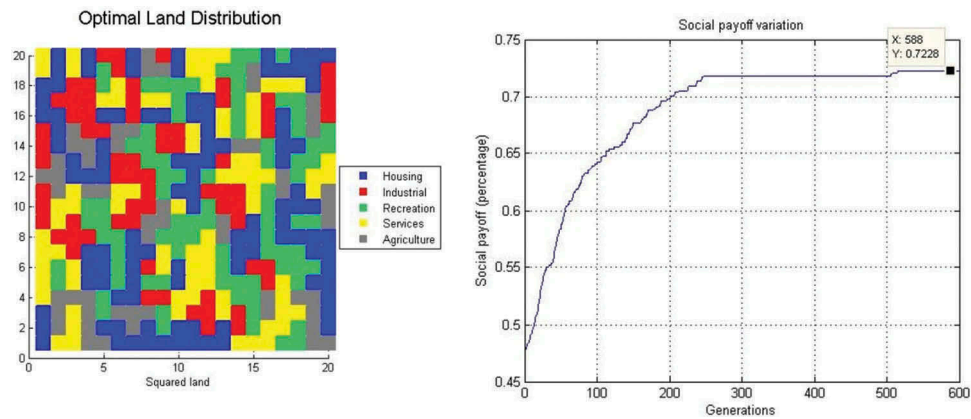 Optimal Land Distribution
20
18
16
14
12
10
8
6
4
2
0
0 5 10 15 20
Squared land
Housing
Industrial
Recreation
Services
Agriculture
Social payoff variation
X: 588
Y: 0.7228
0.75
0.7
0.65
0.6
0.55
0.5
0.45
0 100 200 300 400 500 600
Social payoff (percentage)
Generations